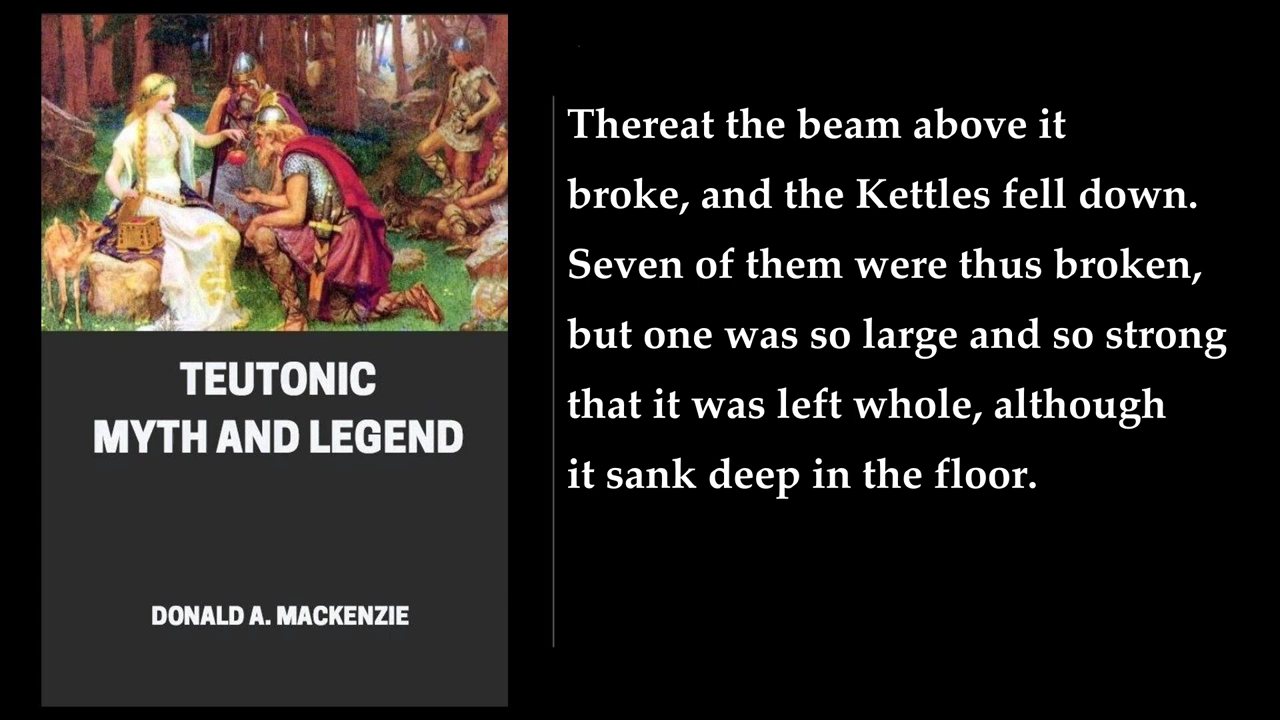 TEUTONIC
MYTH AND LEGEND
DONALD A. MACKENZIE
Thereat the beam above it
broke, and the Kettles fell down.
Seven of them were thus broken,
but one was so large and so strong
that it was left whole, although
it sank deep in the floor.